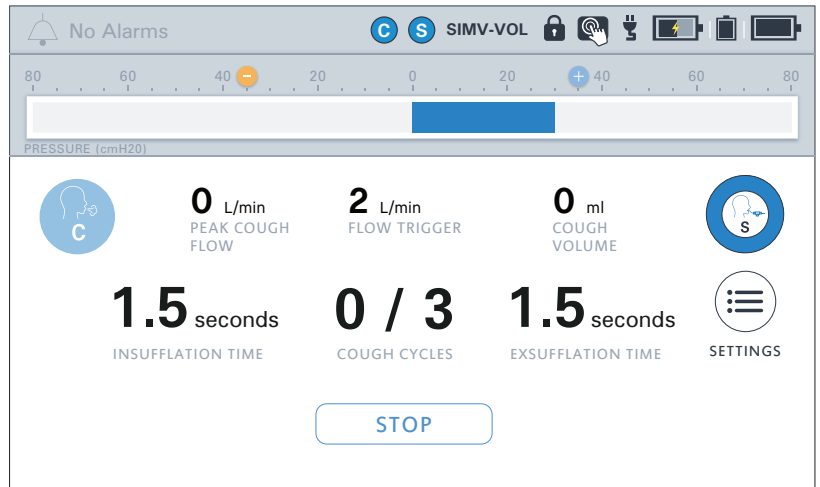 No Alarms C S SIMV-VOL
80 60 40 − 20 0 20 + 40 60 80
PRESSURE (cmH20)
C
0 L/min
PEAK COUGH
FLOW
2 L/min
FLOW TRIGGER
0 ml
COUGH
VOLUME
S
1.5 seconds
INSUFFLATION TIME
0 / 3
COUGH CYCLES
1.5 seconds
EXSUFFLATION TIME
SETTINGS
STOP